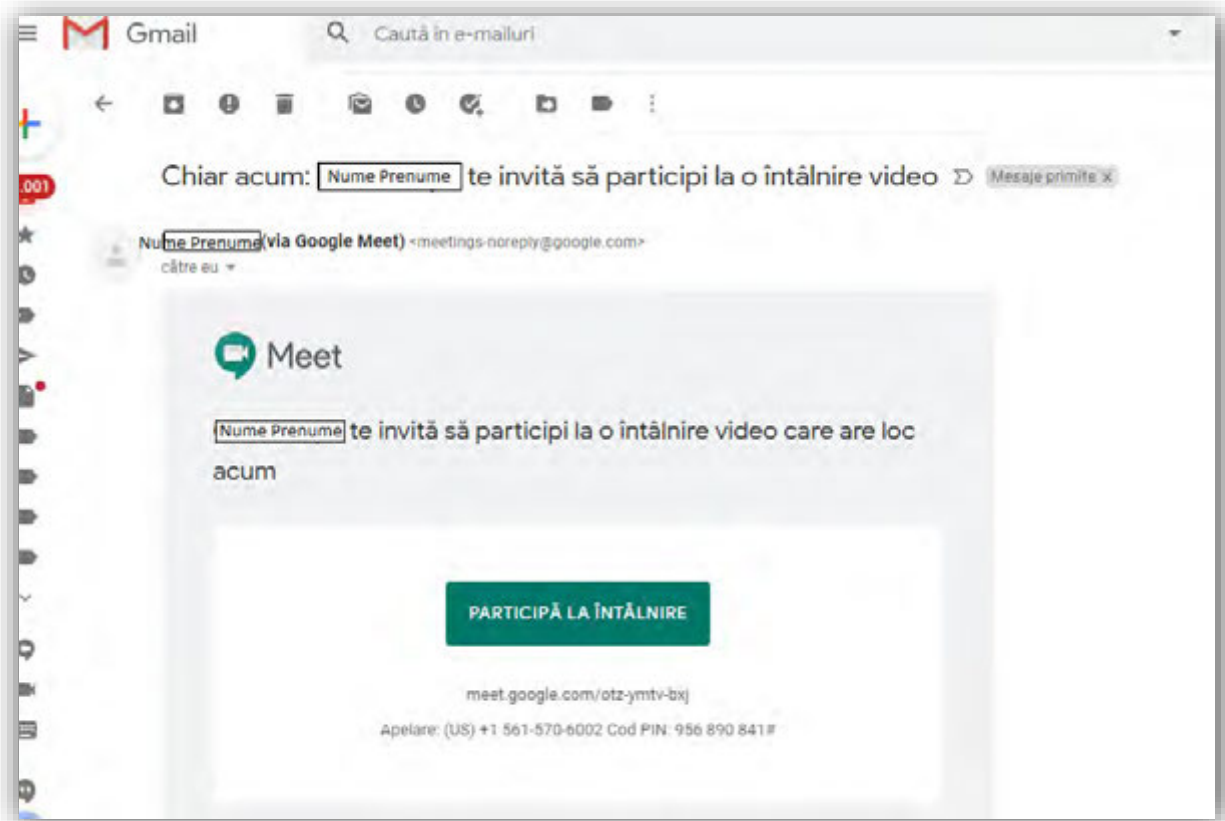 Gmail
Caută în e-mailuri
Chiar acum: Nume Prenume te invită să participi la o întâlnire video Mesaje primite x
.001
Nume Prenume (via Google Meet) <meetings-noreply@google.com>
către eu
Meet
Nume Prenume te invită să participi la o întâlnire video care are loc
acum
PARTICIPĂ LA ÎNTÂLNIRE
meet.google.com/otz-ymtv-bxj
Apelare: (US) +1 561-570-6002 Cod PIN: 956 890 841#